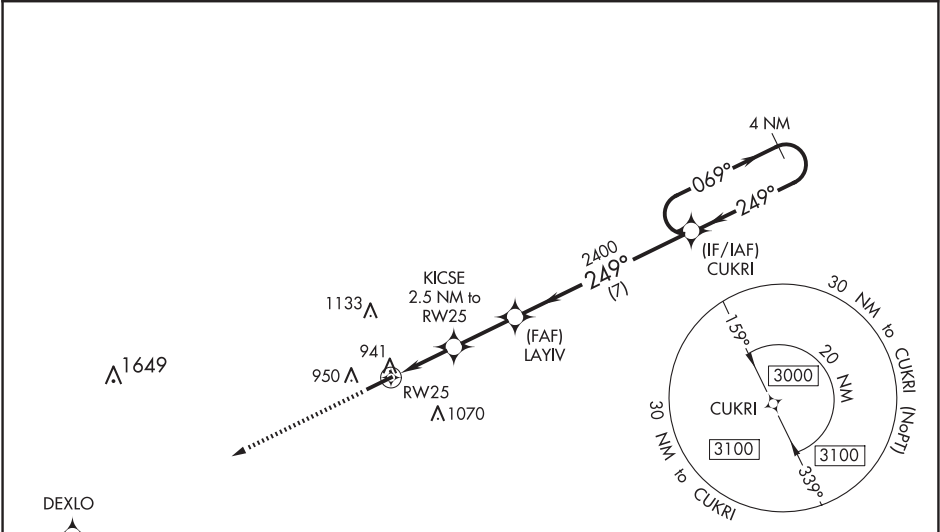 4 NM
069°
249°
(IF/IAF)
CUKRI
2400
249°
(7)
KICSE
2.5 NM to
RW25
(FAF)
LAYIV
1133
941
950
RW25
1070
1649
DEXLO
30 NM to CUKRI (NoPT)
159°
20 NM
3000
CUKRI
3100
3100
339°
30 NM to CUKRI